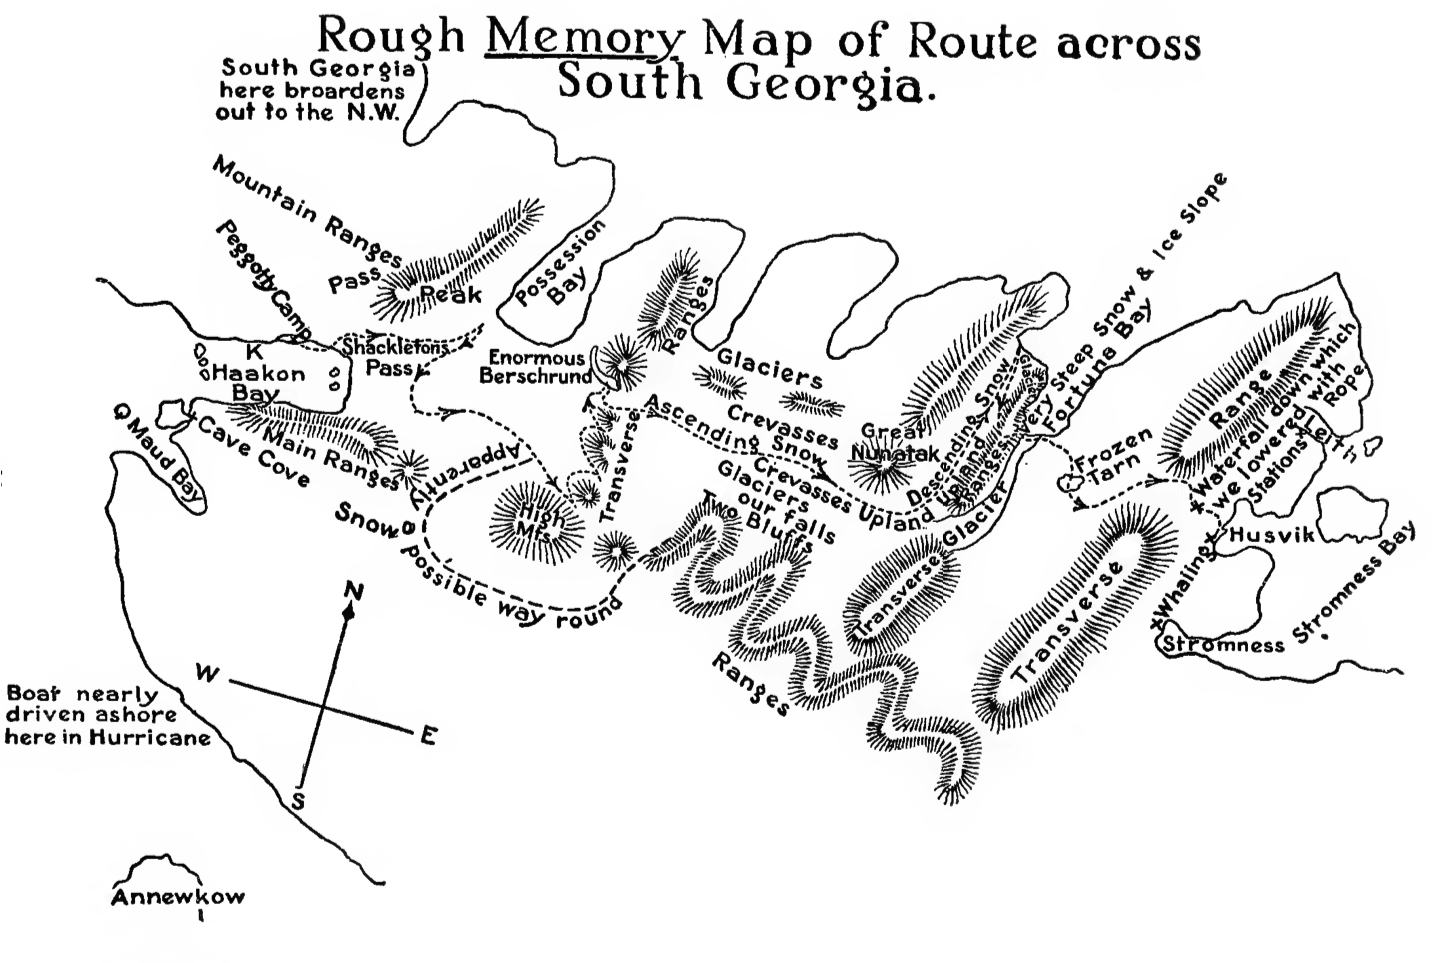 Rough Memory Map of Route across
South Georgia.
South Georgia
here broardens
out to the N.W.
Mountain Ranges
Peggotty Camp
Pass
Peak
Possession
Bay
Shackletons
Pass
K
Haakon
Bay
Q Maud Bay
Cave Cove
Main Ranges
Enormous
Berschrund
Ranges
Glaciers
Crevasses
Ascending Snow
Crevasses
Glaciers
our falls
Two Bluffs
Great
Nunatak
Descending Snow
Upland
Upland
Ranges
Glacier
Very Steep Snow & Ice Slope
Fortuna Bay
Frozen
Tarn
Range
Waterfall down which
we lowered with
Left Rope
Stations
Husvik
Whaling
Stromness
Stromness Bay
Apparently
a possible way round
Snow
High
Mts.
Transverse
Ranges
Transverse
Transverse
N
W
E
S
Boat nearly
driven ashore
here in Hurricane
Annewkow
I